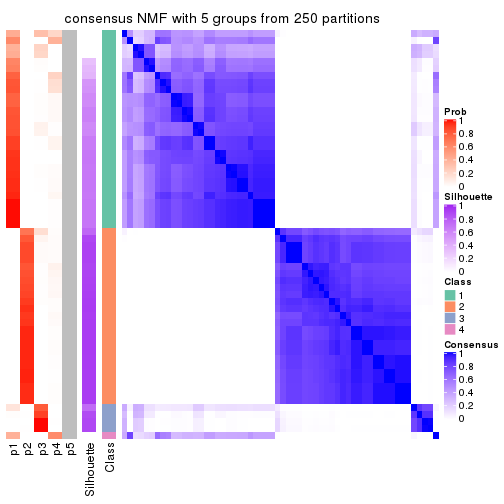 consensus NMF with 5 groups from 250 partitions
Prob
1
0.8
0.6
0.4
0.2
0
Silhouette
1
0.8
0.6
0.4
0.2
0
Class
1
2
3
4
Consensus
1
0.8
0.6
0.4
0.2
0
p1
p2
p3
p4
p5
Silhouette
Class